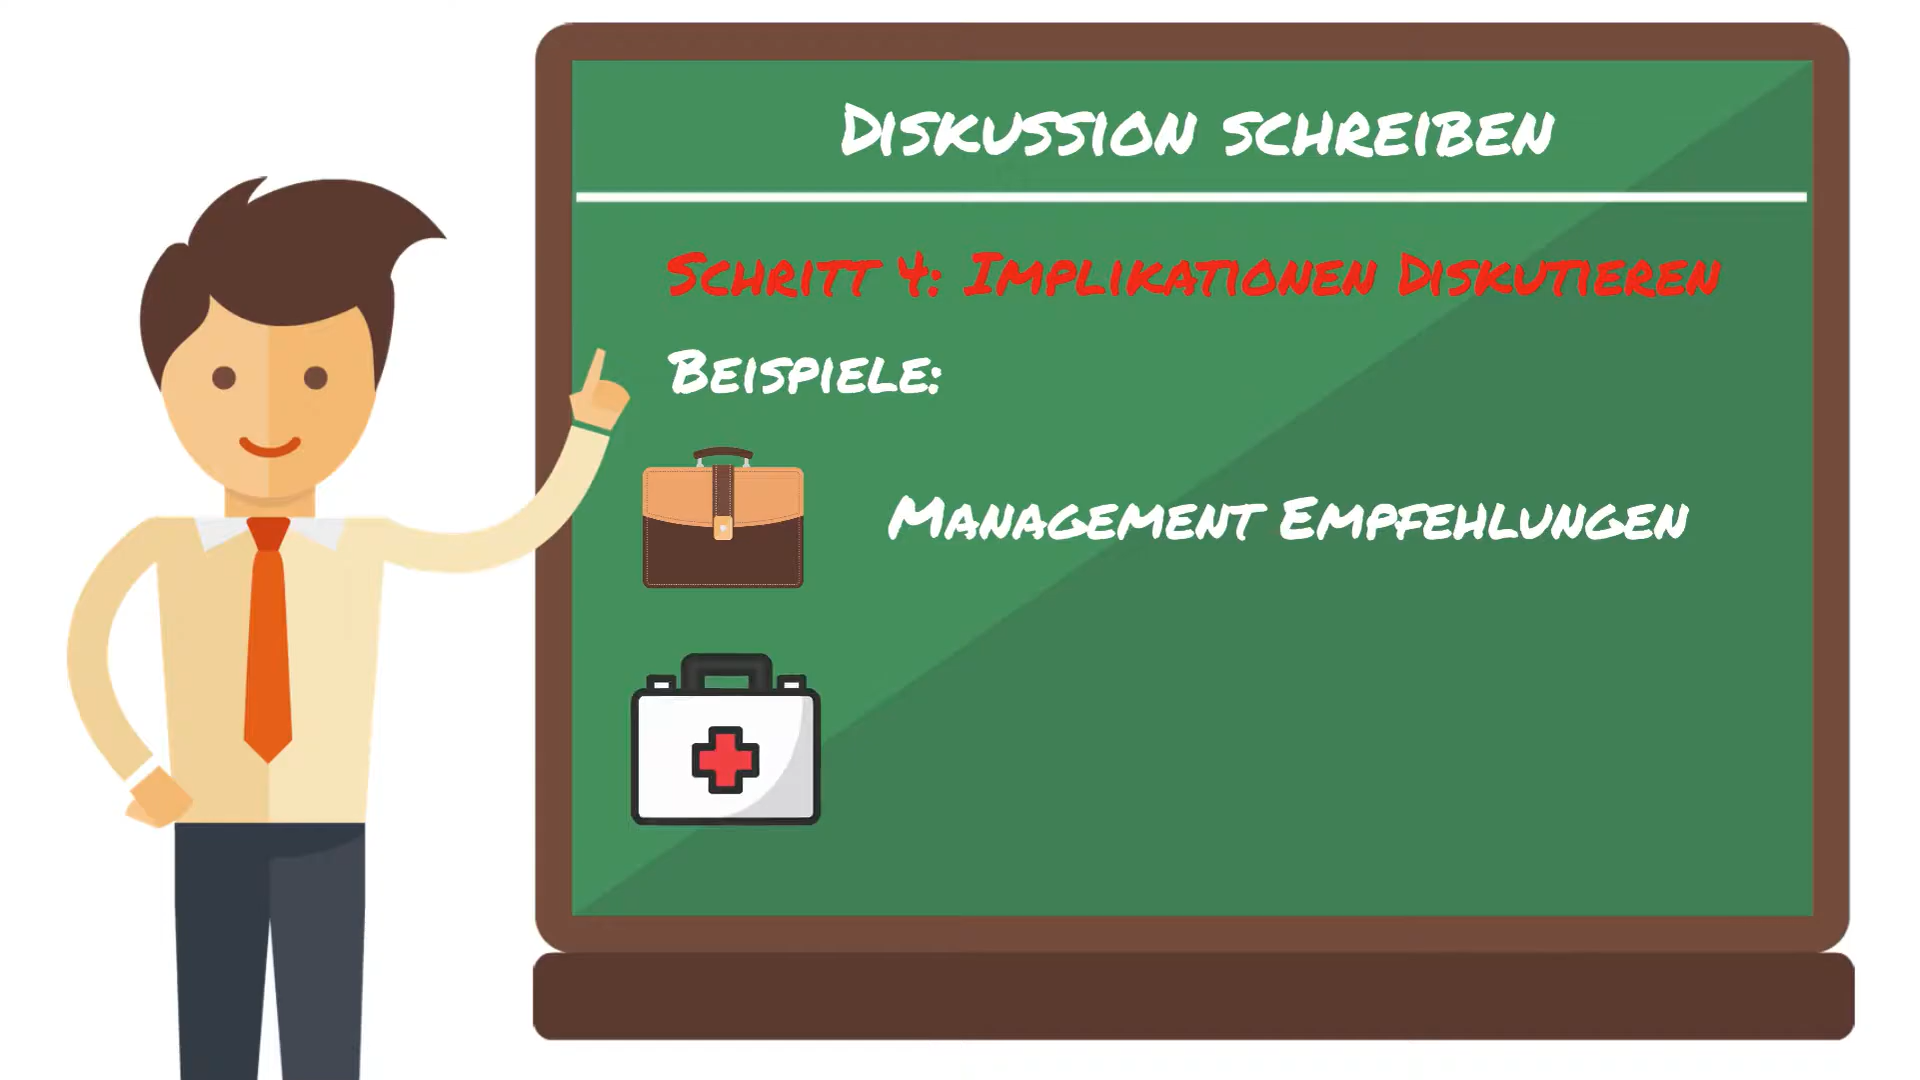 Diskussion schreiben
Schritt 4: Implikationen Diskutieren
Beispiele:
Management Empfehlungen